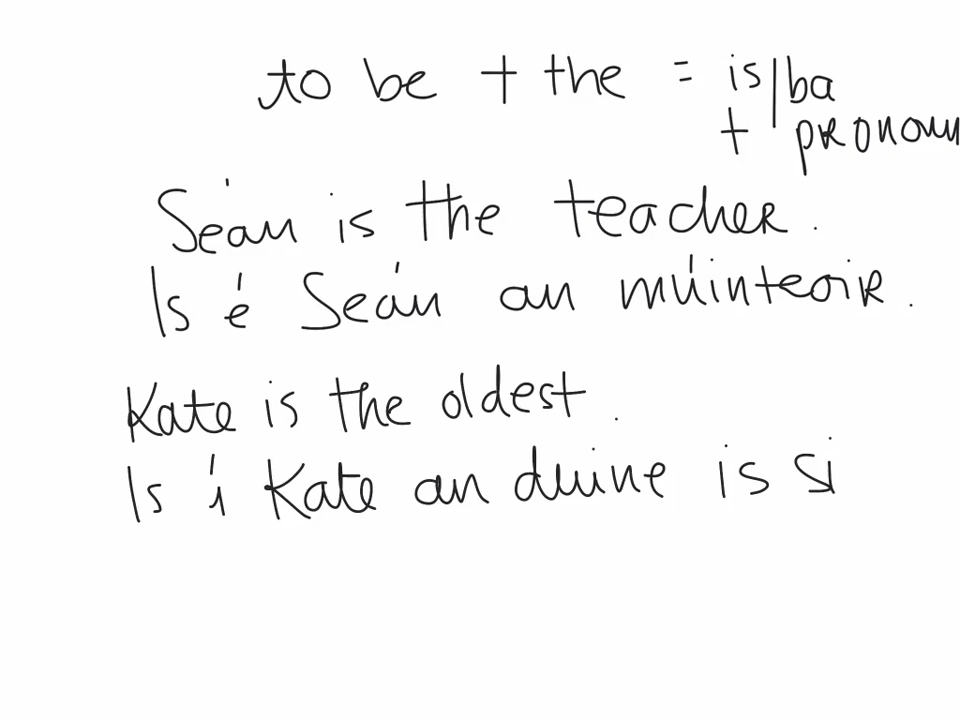 to be + the = is/ba
+ pronoun
Seán is the teacher.
Is é Seán an múinteoir.
Kate is the oldest.
Is í Kate an duine is si